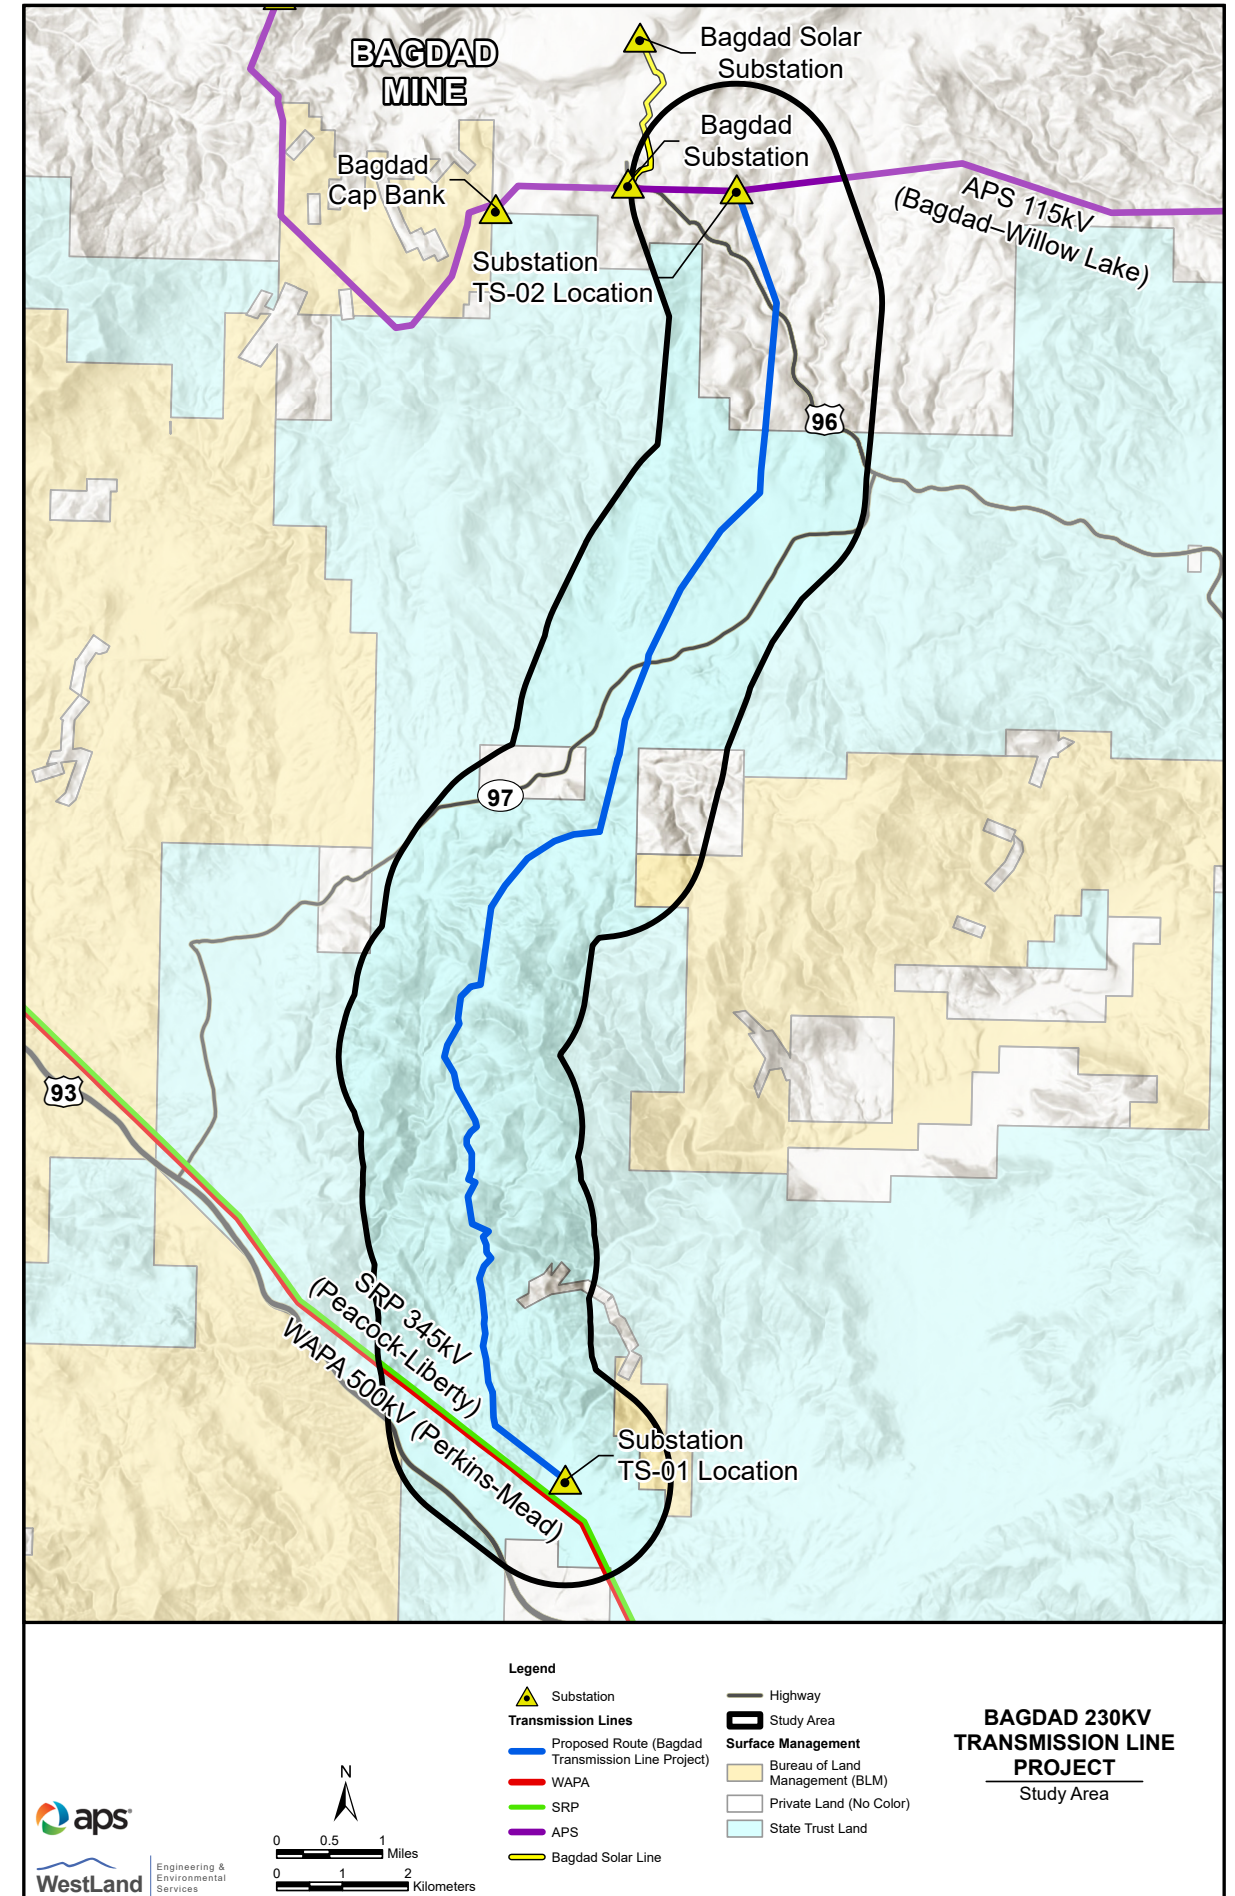 BAGDAD
MINE
Bagdad Solar
Substation
Bagdad
Substation
Bagdad
Cap Bank
Substation
TS-02 Location
APS 115kV
(Bagdad–Willow Lake)
96
97
93
SRP 345kV
(Peacock-Liberty)
WAPA 500kV (Perkins-Mead)
Substation
TS-01 Location
Legend
Substation
Transmission Lines
Proposed Route (Bagdad
Transmission Line Project)
WAPA
SRP
APS
Bagdad Solar Line
Highway
Study Area
Surface Management
Bureau of Land
Management (BLM)
Private Land (No Color)
State Trust Land
BAGDAD 230KV
TRANSMISSION LINE
PROJECT
Study Area
N
0 0.5 1
Miles
0 1 2
Kilometers
aps
WestLand
Engineering &
Environmental
Services